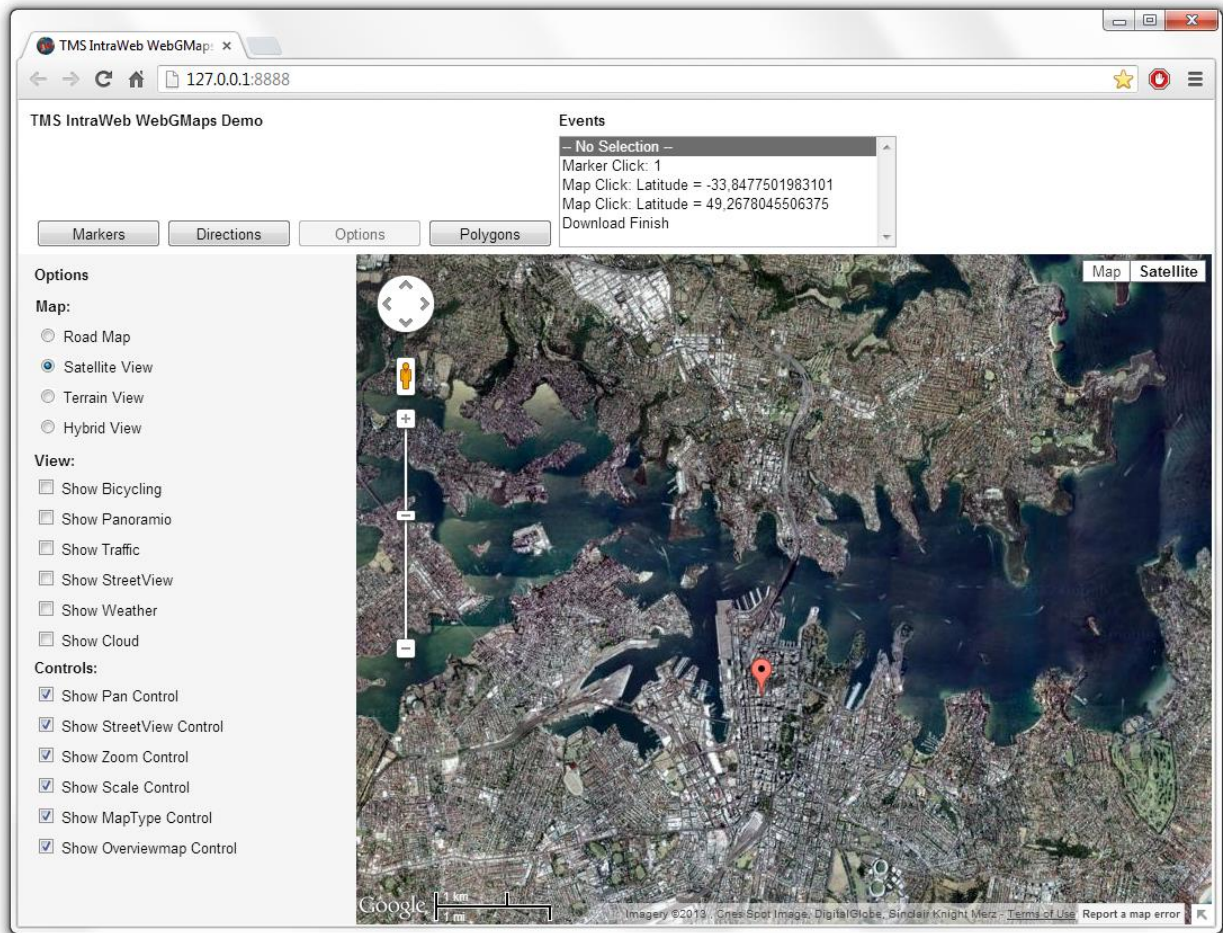 TMS IntraWeb WebGMap:
127.0.0.1:8888
TMS IntraWeb WebGMaps Demo
Events
-- No Selection --
Marker Click: 1
Map Click: Latitude = -33,8477501983101
Map Click: Latitude = 49,2678045506375
Download Finish
Markers
Directions
Options
Polygons
Options
Map:
Road Map
Satellite View
Terrain View
Hybrid View
View:
Show Bicycling
Show Panoramio
Show Traffic
Show StreetView
Show Weather
Show Cloud
Controls:
Show Pan Control
Show StreetView Control
Show Zoom Control
Show Scale Control
Show MapType Control
Show Overviewmap Control
Map
Satellite
Google
1 km
1 mi
Imagery ©2013 , Cnes Spot Image, DigitalGlobe, Sinclair Knight Merz - Terms of Use
Report a map error